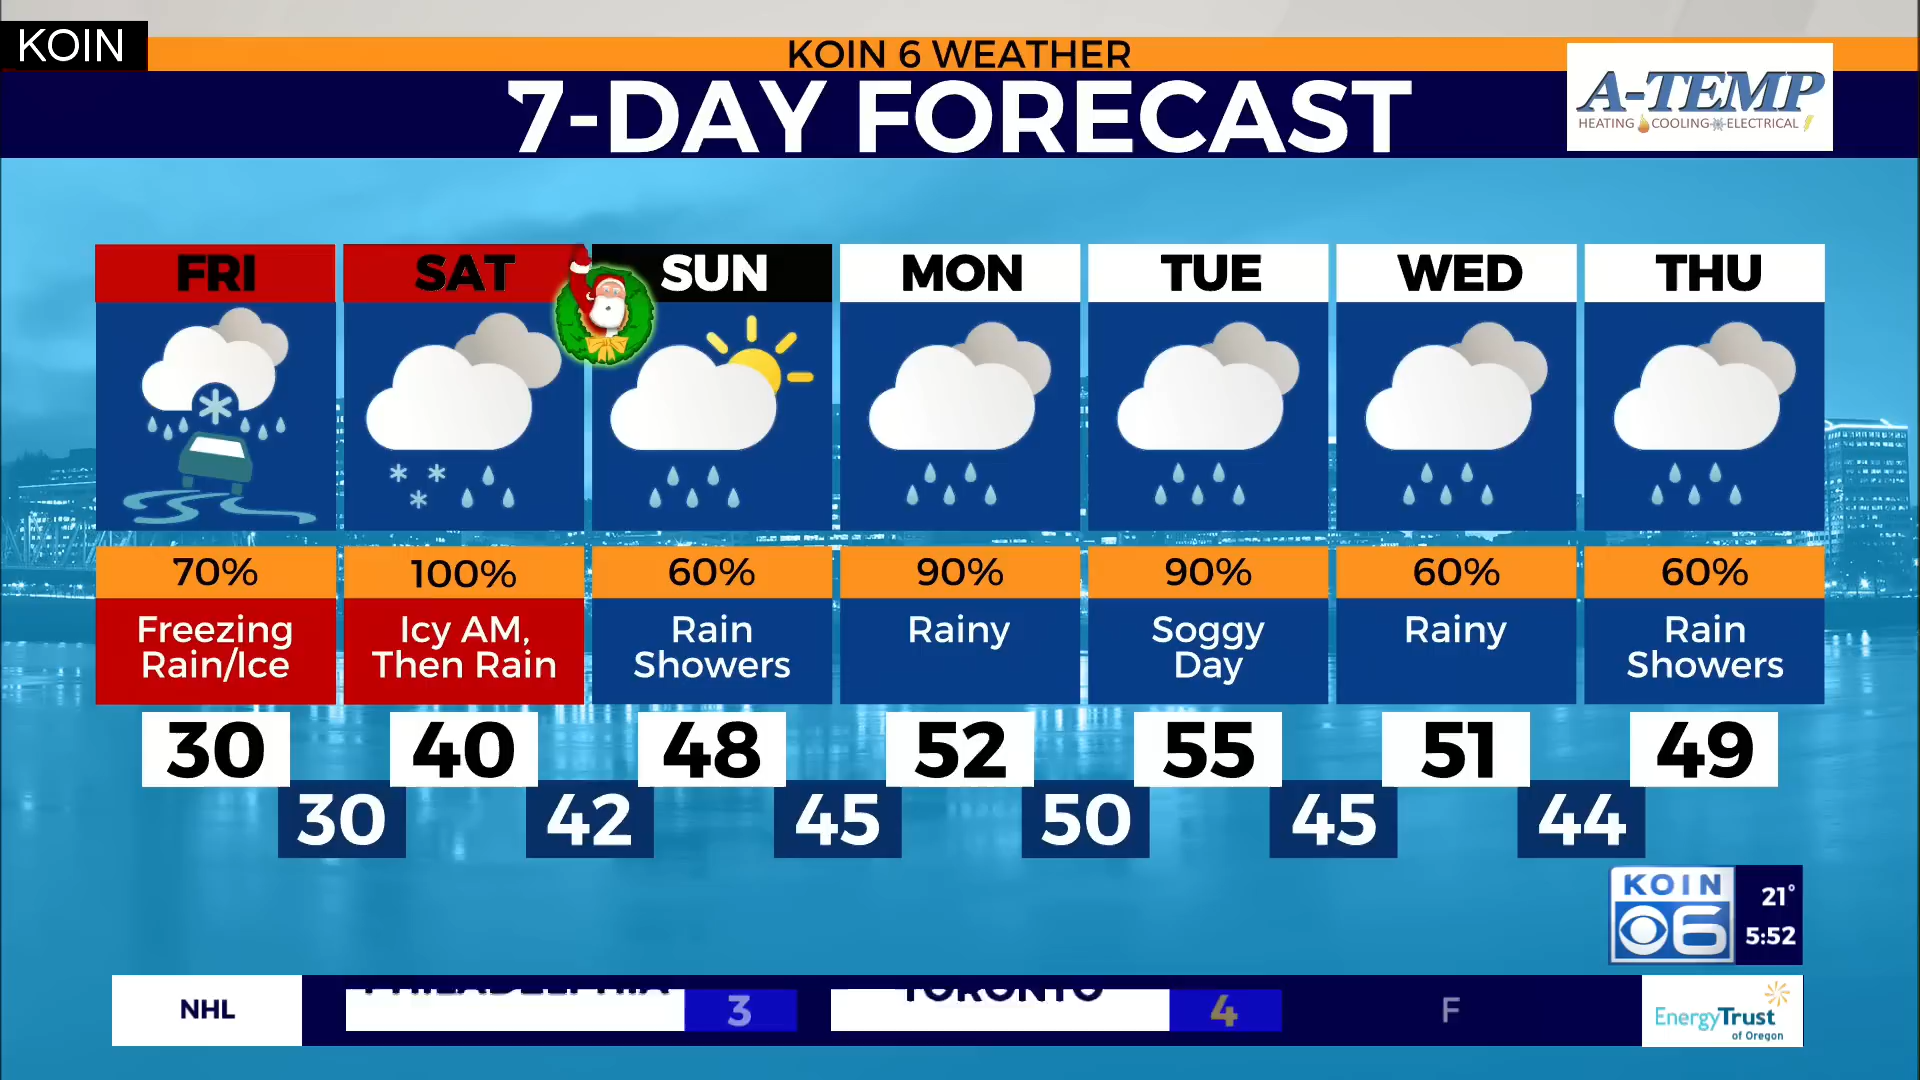 KOIN
KOIN 6 WEATHER
7-DAY FORECAST
A-TEMP
HEATING COOLING ELECTRICAL
FRI SAT SUN MON TUE WED THU
70% 100% 60% 90% 90% 60% 60%
Freezing Rain/Ice
Icy AM, Then Rain
Rain Showers
Rainy
Soggy Day
Rainy
Rain Showers
30 40 48 52 55 51 49
30 42 45 50 45 44
KOIN 6
21°
5:52
NHL PHILADELPHIA 3 TORONTO 4 F
EnergyTrust
of Oregon